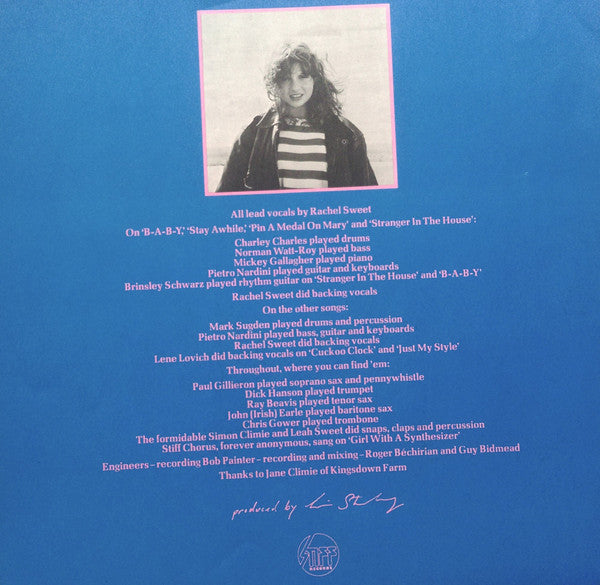 All lead vocals by Rachel Sweet
On ‘B-A-B-Y,’ ‘Stay Awhile,’ ‘Pin A Medal On Mary’ and ‘Stranger In The House’:
Charley Charles played drums
Norman Watt-Roy played bass
Mickey Gallagher played piano
Pietro Nardini played guitar and keyboards
Brinsley Schwarz played rhythm guitar on ‘Stranger In The House’ and ‘B-A-B-Y’
Rachel Sweet did backing vocals
On the other songs:
Mark Sugden played drums and percussion
Pietro Nardini played bass, guitar and keyboards
Rachel Sweet did backing vocals
Lene Lovich did backing vocals on ‘Cuckoo Clock’ and ‘Just My Style’
Throughout, where you can find ’em:
Paul Gillieron played soprano sax and pennywhistle
Dick Hanson played trumpet
Ray Beavis played tenor sax
John (Irish) Earle played baritone sax
Chris Gower played trombone
The formidable Simon Climie and Leah Sweet did snaps, claps and percussion
Stiff Chorus, forever anonymous, sang on ‘Girl With A Synthesizer’
Engineers – recording Bob Painter – recording and mixing – Roger Béchirian and Guy Bidmead
Thanks to Jane Climie of Kingsdown Farm
produced by
STIFF
RECORDS